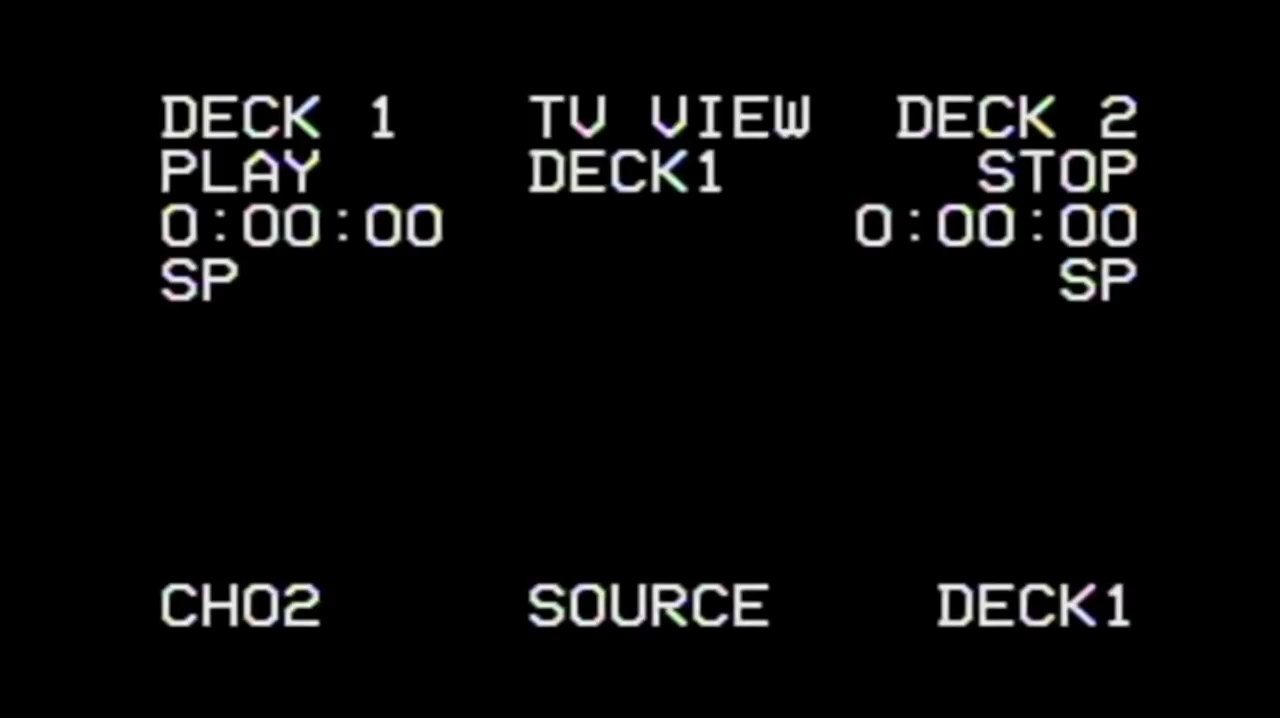 DECK 1 TV VIEW DECK 2
PLAY DECK1 STOP
0:00:00 0:00:00
SP SP
CH02 SOURCE DECK1